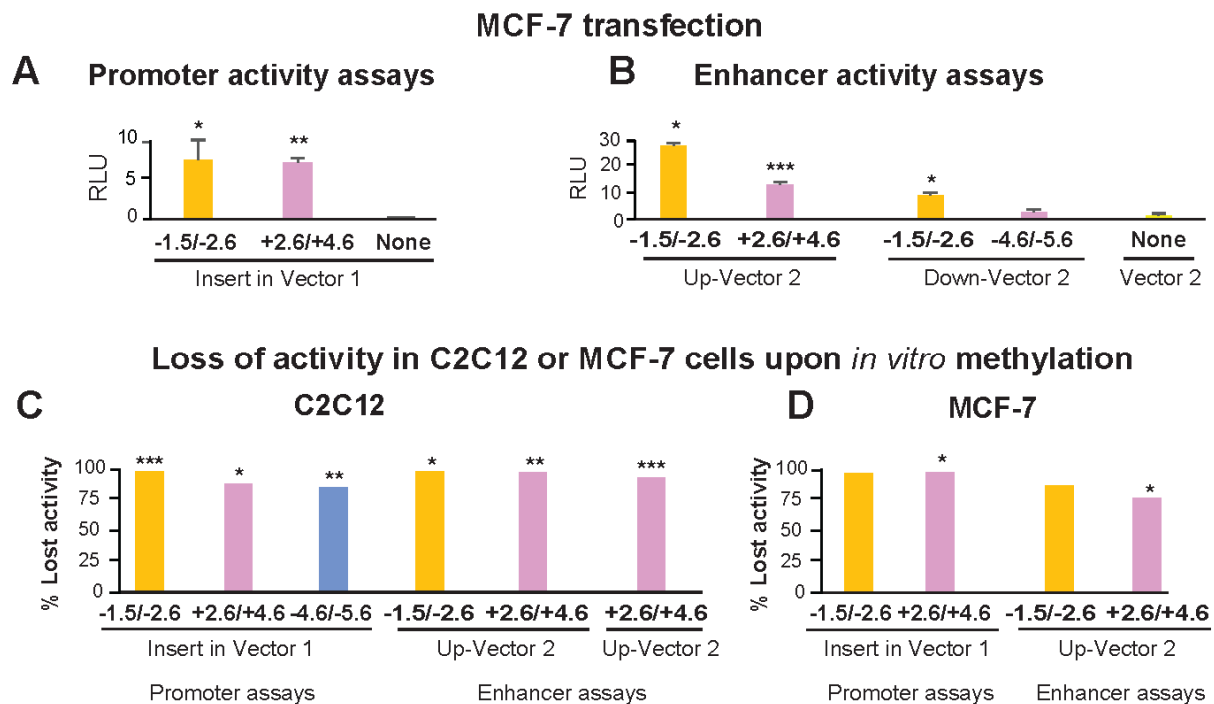 MCF-7 transfection
A Promoter activity assays
RLU
10
5
0
*
**
-1.5/-2.6 +2.6/+4.6 None
Insert in Vector 1
B Enhancer activity assays
RLU
30
20
10
0
*
***
*
-1.5/-2.6 +2.6/+4.6 -1.5/-2.6 -4.6/-5.6 None
Up-Vector 2 Down-Vector 2 Vector 2
Loss of activity in C2C12 or MCF-7 cells upon in vitro methylation
C C2C12
% Lost activity
100
75
50
25
0
*** * ** * ** ***
-1.5/-2.6 +2.6/+4.6 -4.6/-5.6 -1.5/-2.6 +2.6/+4.6 +2.6/+4.6
Insert in Vector 1 Up-Vector 2 Up-Vector 2
Promoter assays Enhancer assays
D MCF-7
% Lost activity
100
75
50
25
0
* *
-1.5/-2.6 +2.6/+4.6 -1.5/-2.6 +2.6/+4.6
Insert in Vector 1 Up-Vector 2
Promoter assays Enhancer assays